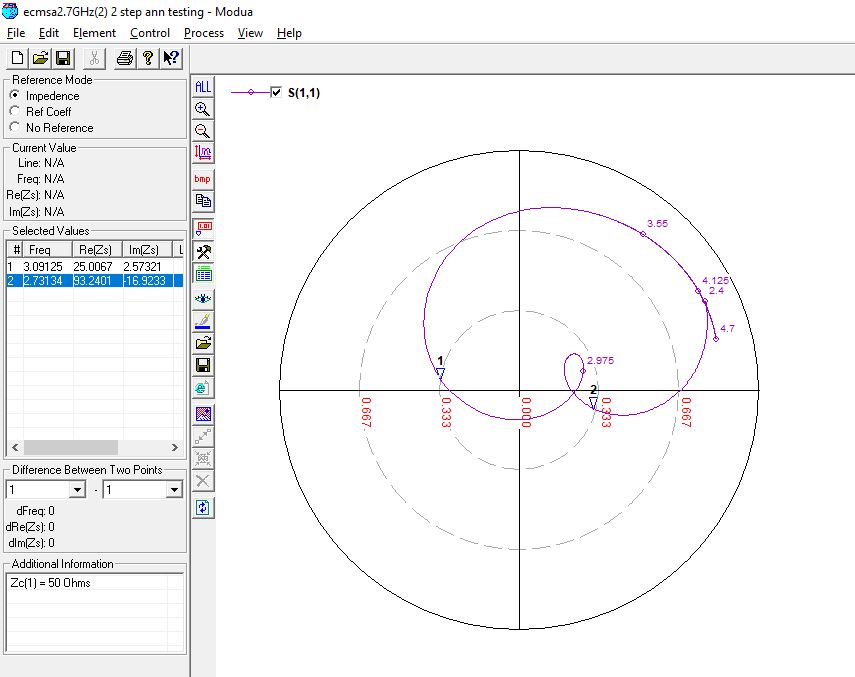 ecmsa2.7GHz(2) 2 step ann testing - Modua
File Edit Element Control Process View Help
Reference Mode
Impedence
Ref Coeff
No Reference
Current Value
Line: N/A
Freq: N/A
Re(Zs): N/A
Im(Zs): N/A
Selected Values
# Freq Re(Zs) Im(Zs) L
1 3.09125 25.0067 2.57321
2 2.73134 93.2401 -16.9233
Difference Between Two Points
1 - 1
dFreq: 0
dRe(Zs): 0
dIm(Zs): 0
Additional Information
Zc(1) = 50 Ohms
ALL
bmp
1.01
S(1,1)
3.55
4.125
2.4
4.7
1
2.975
2
0.667
0.333
0.000
0.333
0.667